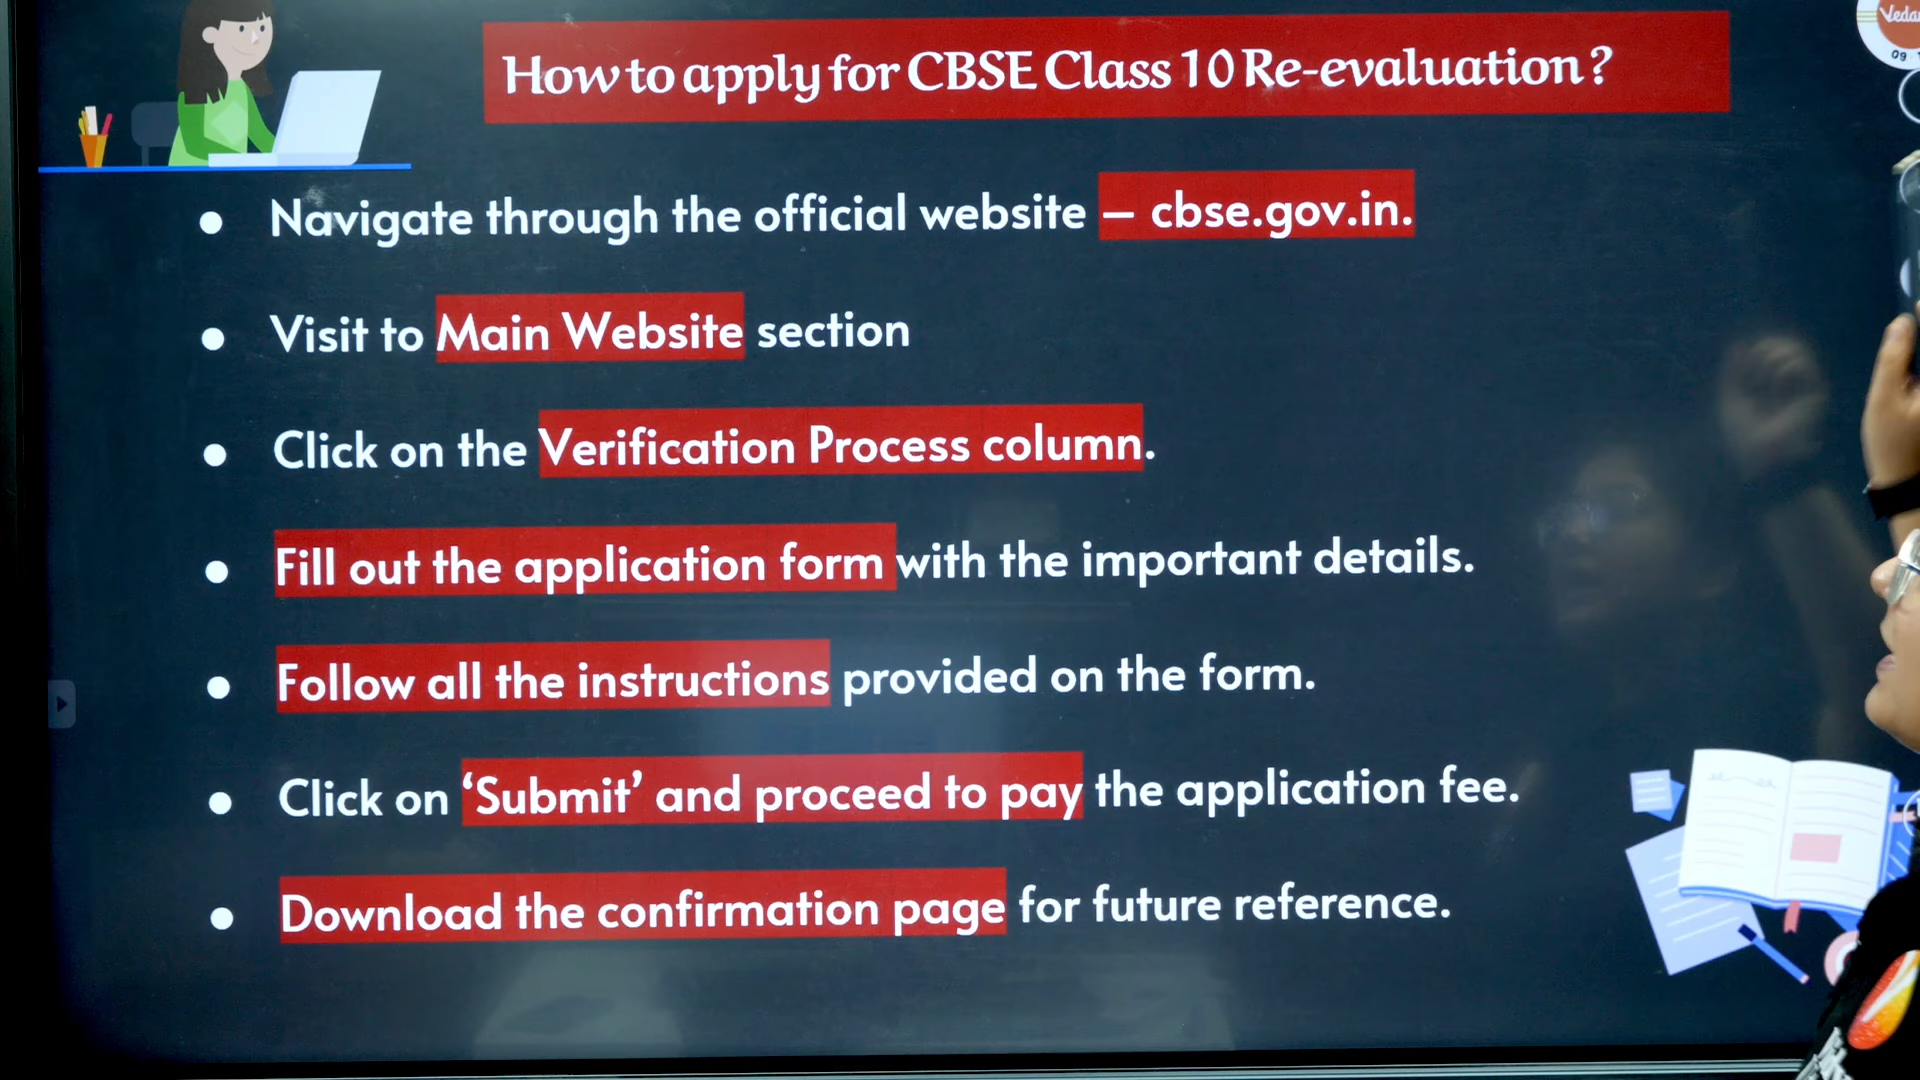 How to apply for CBSE Class 10 Re-evaluation?
● Navigate through the official website – cbse.gov.in.
● Visit to Main Website section
● Click on the Verification Process column.
● Fill out the application form with the important details.
● Follow all the instructions provided on the form.
● Click on ‘Submit’ and proceed to pay the application fee.
● Download the confirmation page for future reference.